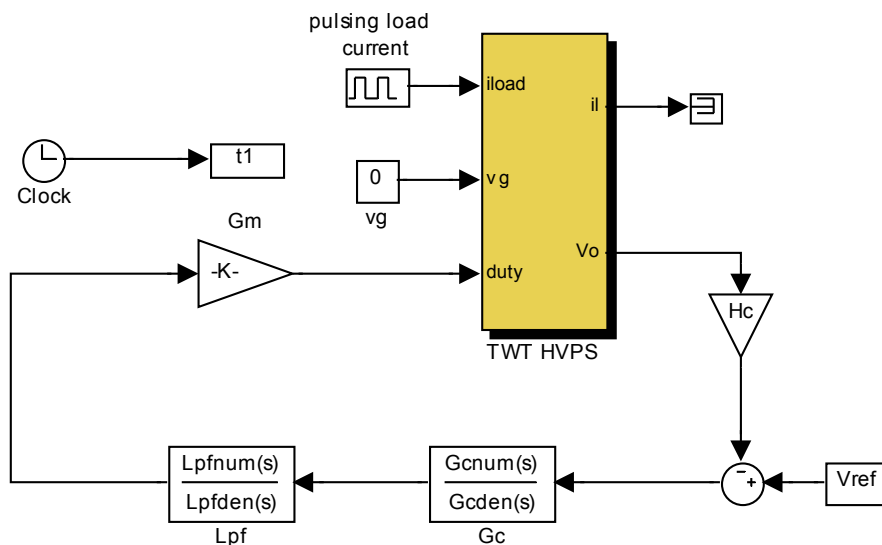 pulsing load
current
iload
il
t1
Clock
0
vg
vg
Gm
-K-
Vo
duty
Hc
TWT HVPS
Lpfnum(s)
Lpfden(s)
Lpf
Gcnum(s)
Gcden(s)
Gc
-
+
Vref